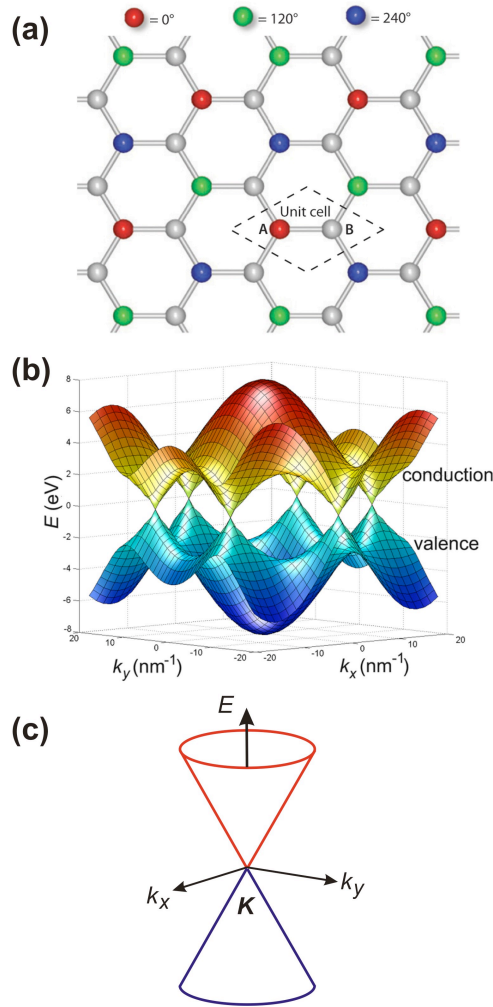 (a)
= 0° = 120° = 240°
Unit cell
A B
(b)
8
6
4
2
0
-2
-4
-6
-8
E (eV)
conduction
valence
20 10 0 -10 -20
-20 -10 0 10 20
k_y (nm⁻¹) k_x (nm⁻¹)
(c)
E
k_x k_y
K